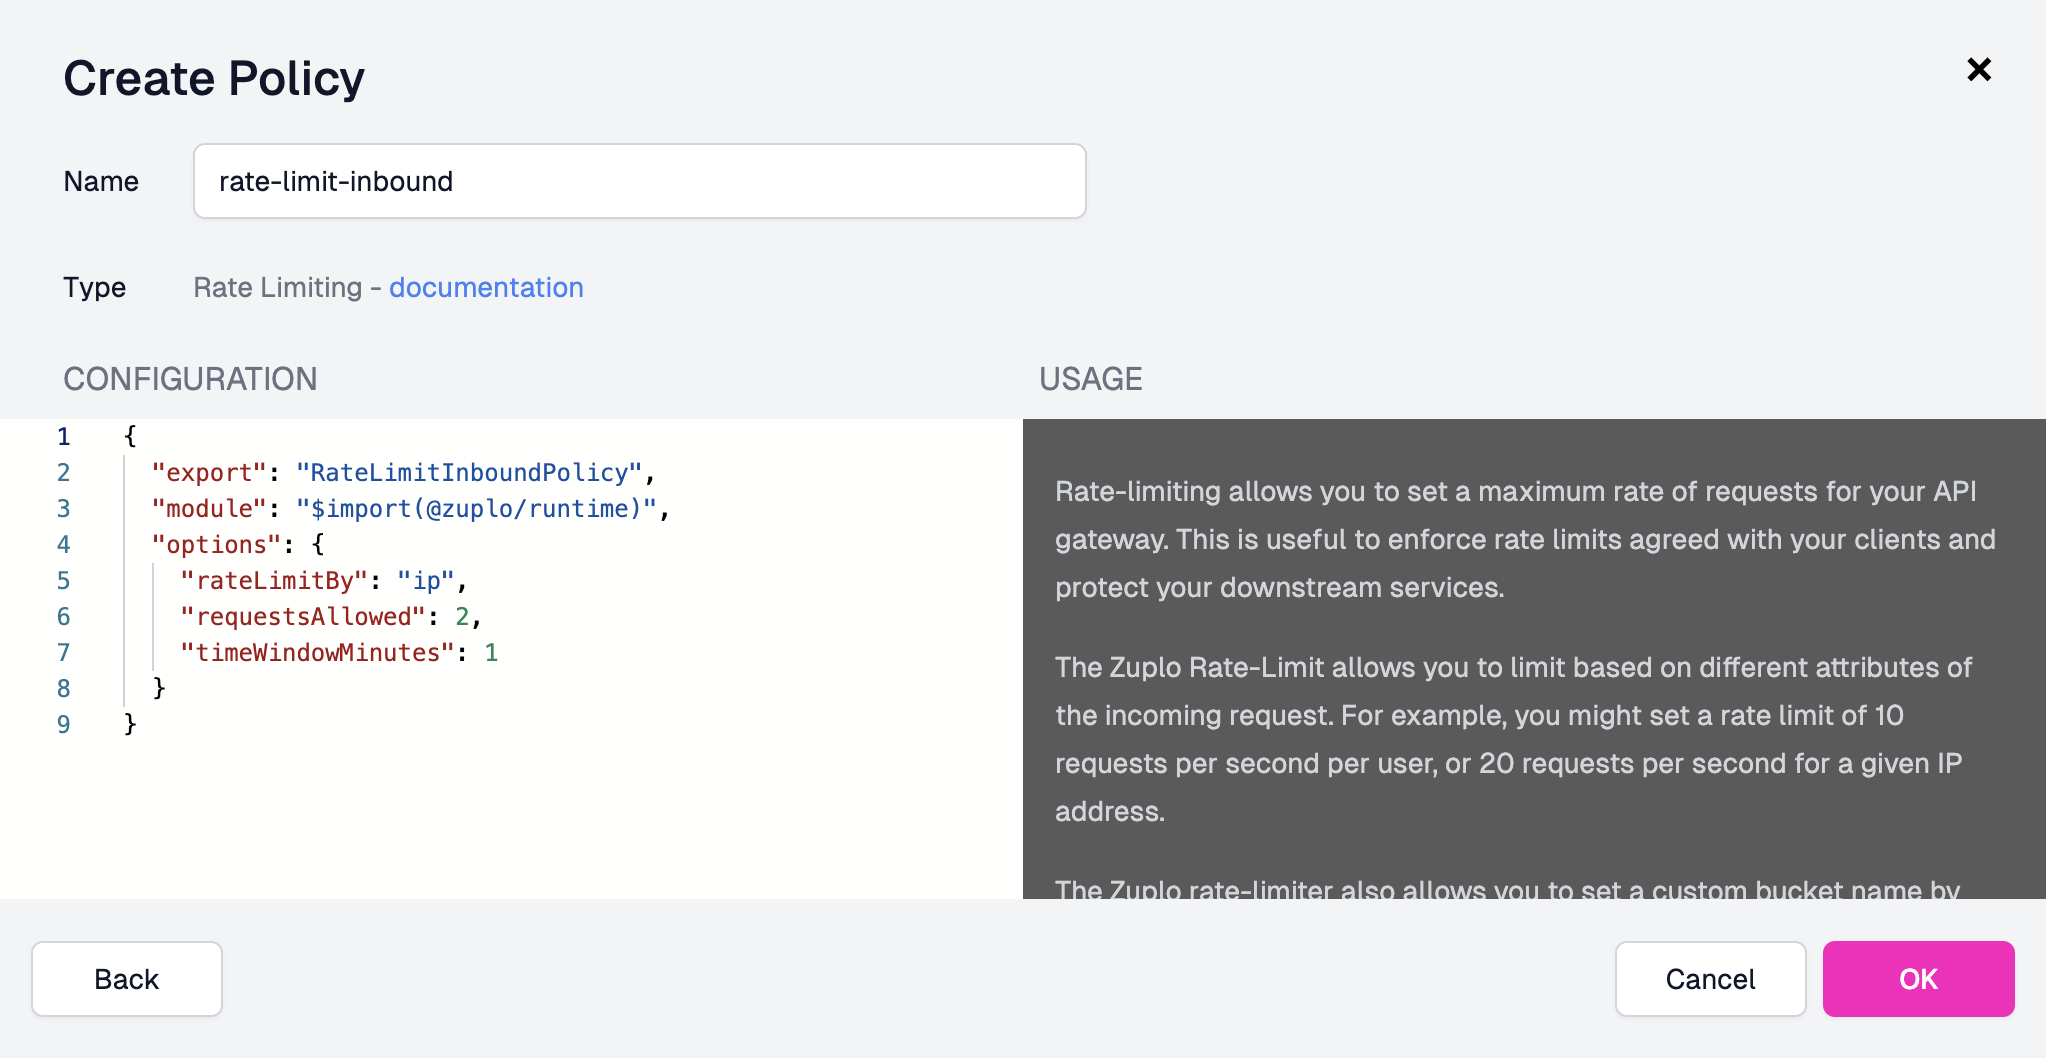 Create Policy
Name
rate-limit-inbound
Type
Rate Limiting - documentation
CONFIGURATION
1 {
2 "export": "RateLimitInboundPolicy",
3 "module": "$import(@zuplo/runtime)",
4 "options": {
5 "rateLimitBy": "ip",
6 "requestsAllowed": 2,
7 "timeWindowMinutes": 1
8 }
9 }
USAGE
Rate-limiting allows you to set a maximum rate of requests for your API
gateway. This is useful to enforce rate limits agreed with your clients and
protect your downstream services.
The Zuplo Rate-Limit allows you to limit based on different attributes of
the incoming request. For example, you might set a rate limit of 10
requests per second per user, or 20 requests per second for a given IP
address.
The Zuplo rate-limiter also allows you to set a custom bucket name by
Back
Cancel
OK